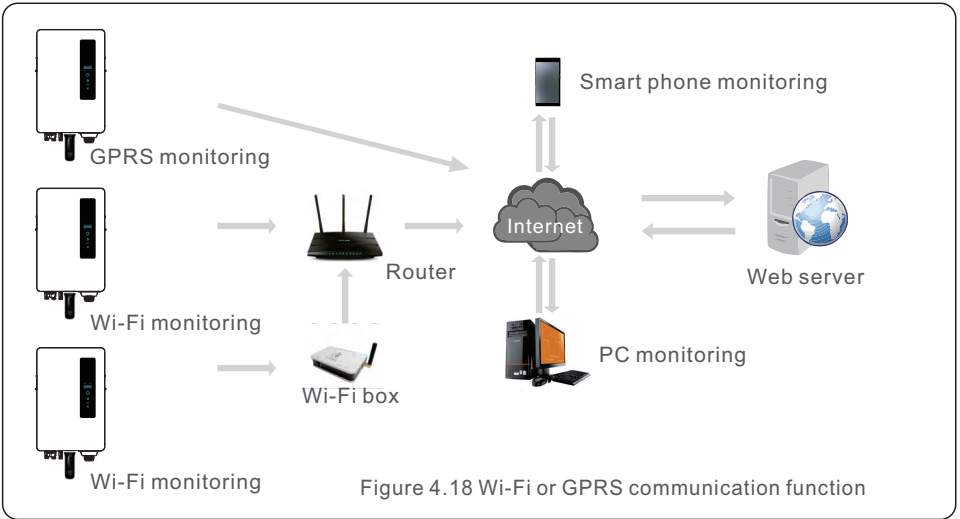 Smart phone monitoring
GPRS monitoring
Internet
Router
Web server
Wi-Fi monitoring
PC monitoring
Wi-Fi box
Wi-Fi monitoring
Figure 4.18 Wi-Fi or GPRS communication function